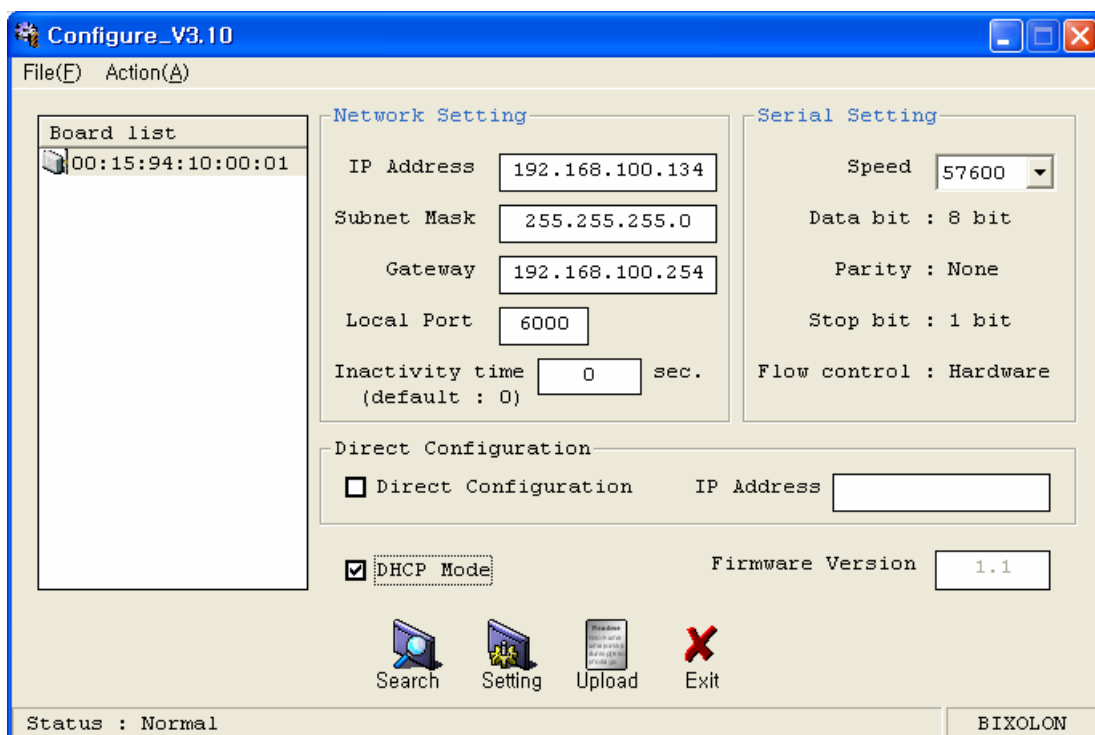 Configure_V3.10
File(F) Action(A)
Board list
00:15:94:10:00:01
Network Setting
IP Address 192.168.100.134
Subnet Mask 255.255.255.0
Gateway 192.168.100.254
Local Port 6000
Inactivity time 0 sec.
(default : 0)
Serial Setting
Speed 57600
Data bit : 8 bit
Parity : None
Stop bit : 1 bit
Flow control : Hardware
Direct Configuration
Direct Configuration IP Address
DHCP Mode
Firmware Version 1.1
Readme
Search Setting Upload Exit
Status : Normal
BIXOLON